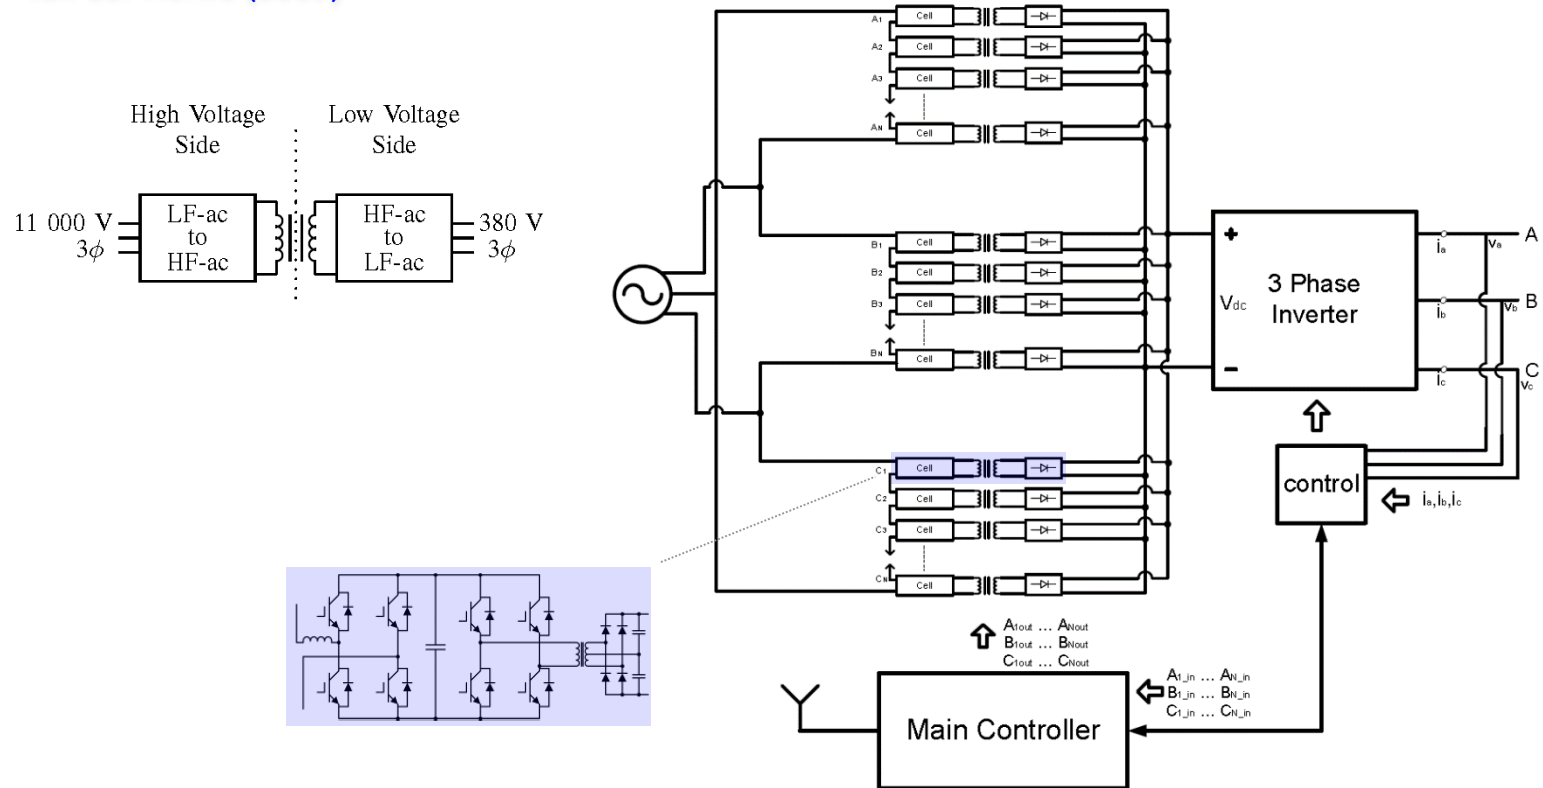 High Voltage
Side
Low Voltage
Side
11 000 V
3ϕ
LF-ac
to
HF-ac
HF-ac
to
LF-ac
380 V
3ϕ
A1
Cell
A2
Cell
A3
Cell
AN
Cell
B1
Cell
B2
Cell
B3
Cell
BN
Cell
C1
Cell
C2
Cell
C3
Cell
CN
Cell
+
Vdc
−
3 Phase
Inverter
ia
va
A
ib
vb
B
ic
vc
C
control
ia,ib,ic
A1out ... ANout
B1out ... BNout
C1out ... CNout
A1_in ... AN_in
B1_in ... BN_in
C1_in ... CN_in
Main Controller